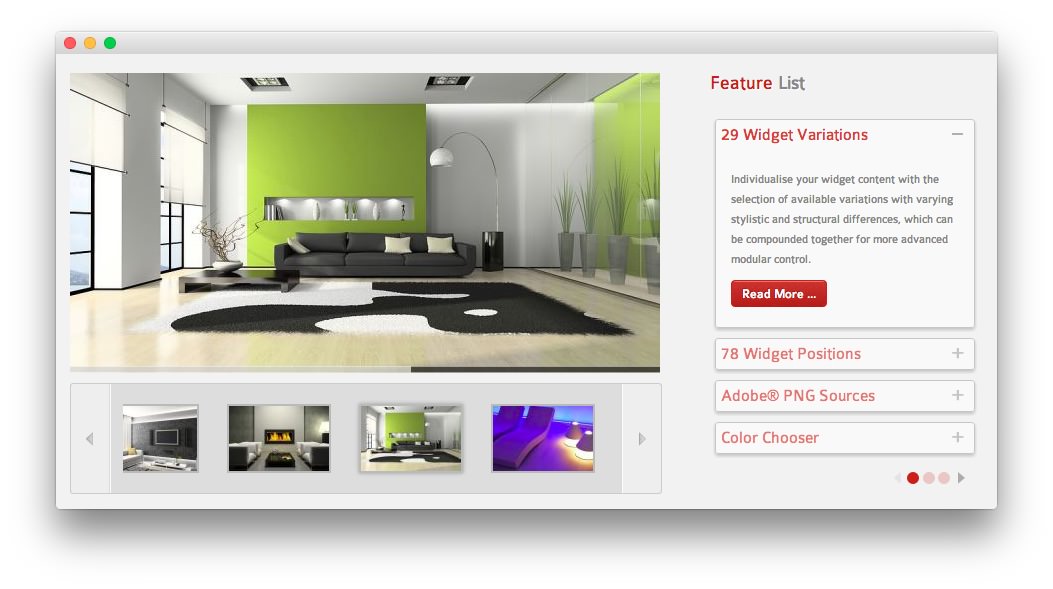 Feature List
29 Widget Variations
Individualise your widget content with the
selection of available variations with varying
stylistic and structural differences, which can
be compounded together for more advanced
modular control.
Read More ...
78 Widget Positions
Adobe® PNG Sources
Color Chooser